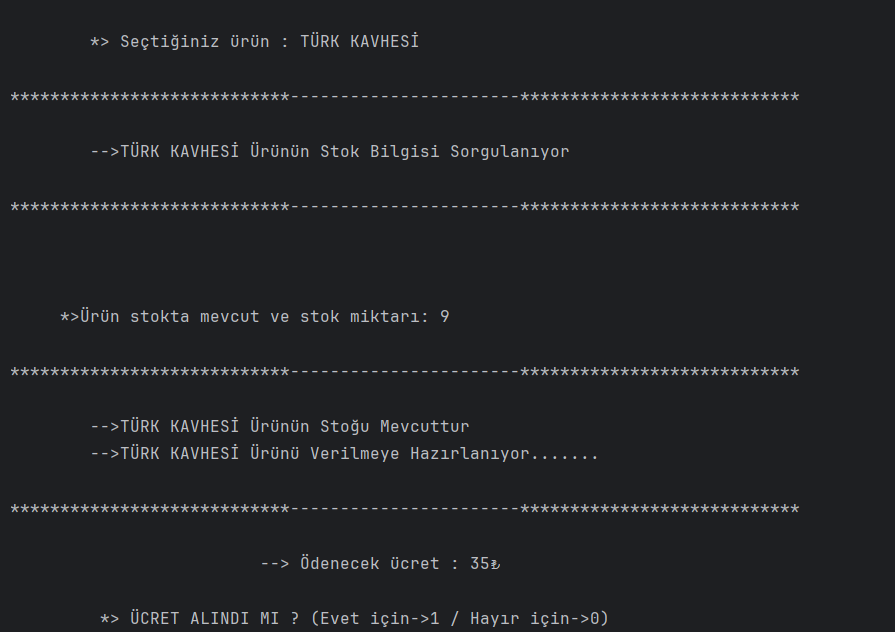 *> Seçtiğiniz ürün : TÜRK KAVHESİ
****************************-----------------------****************************
-->TÜRK KAVHESİ Ürünün Stok Bilgisi Sorgulanıyor
****************************-----------------------****************************
*>Ürün stokta mevcut ve stok miktarı: 9
****************************-----------------------****************************
-->TÜRK KAVHESİ Ürünün Stoğu Mevcuttur
-->TÜRK KAVHESİ Ürünü Verilmeye Hazırlanıyor.......
****************************-----------------------****************************
--> Ödenecek ücret : 35₺
*> ÜCRET ALINDI MI ? (Evet için->1 / Hayır için->0)